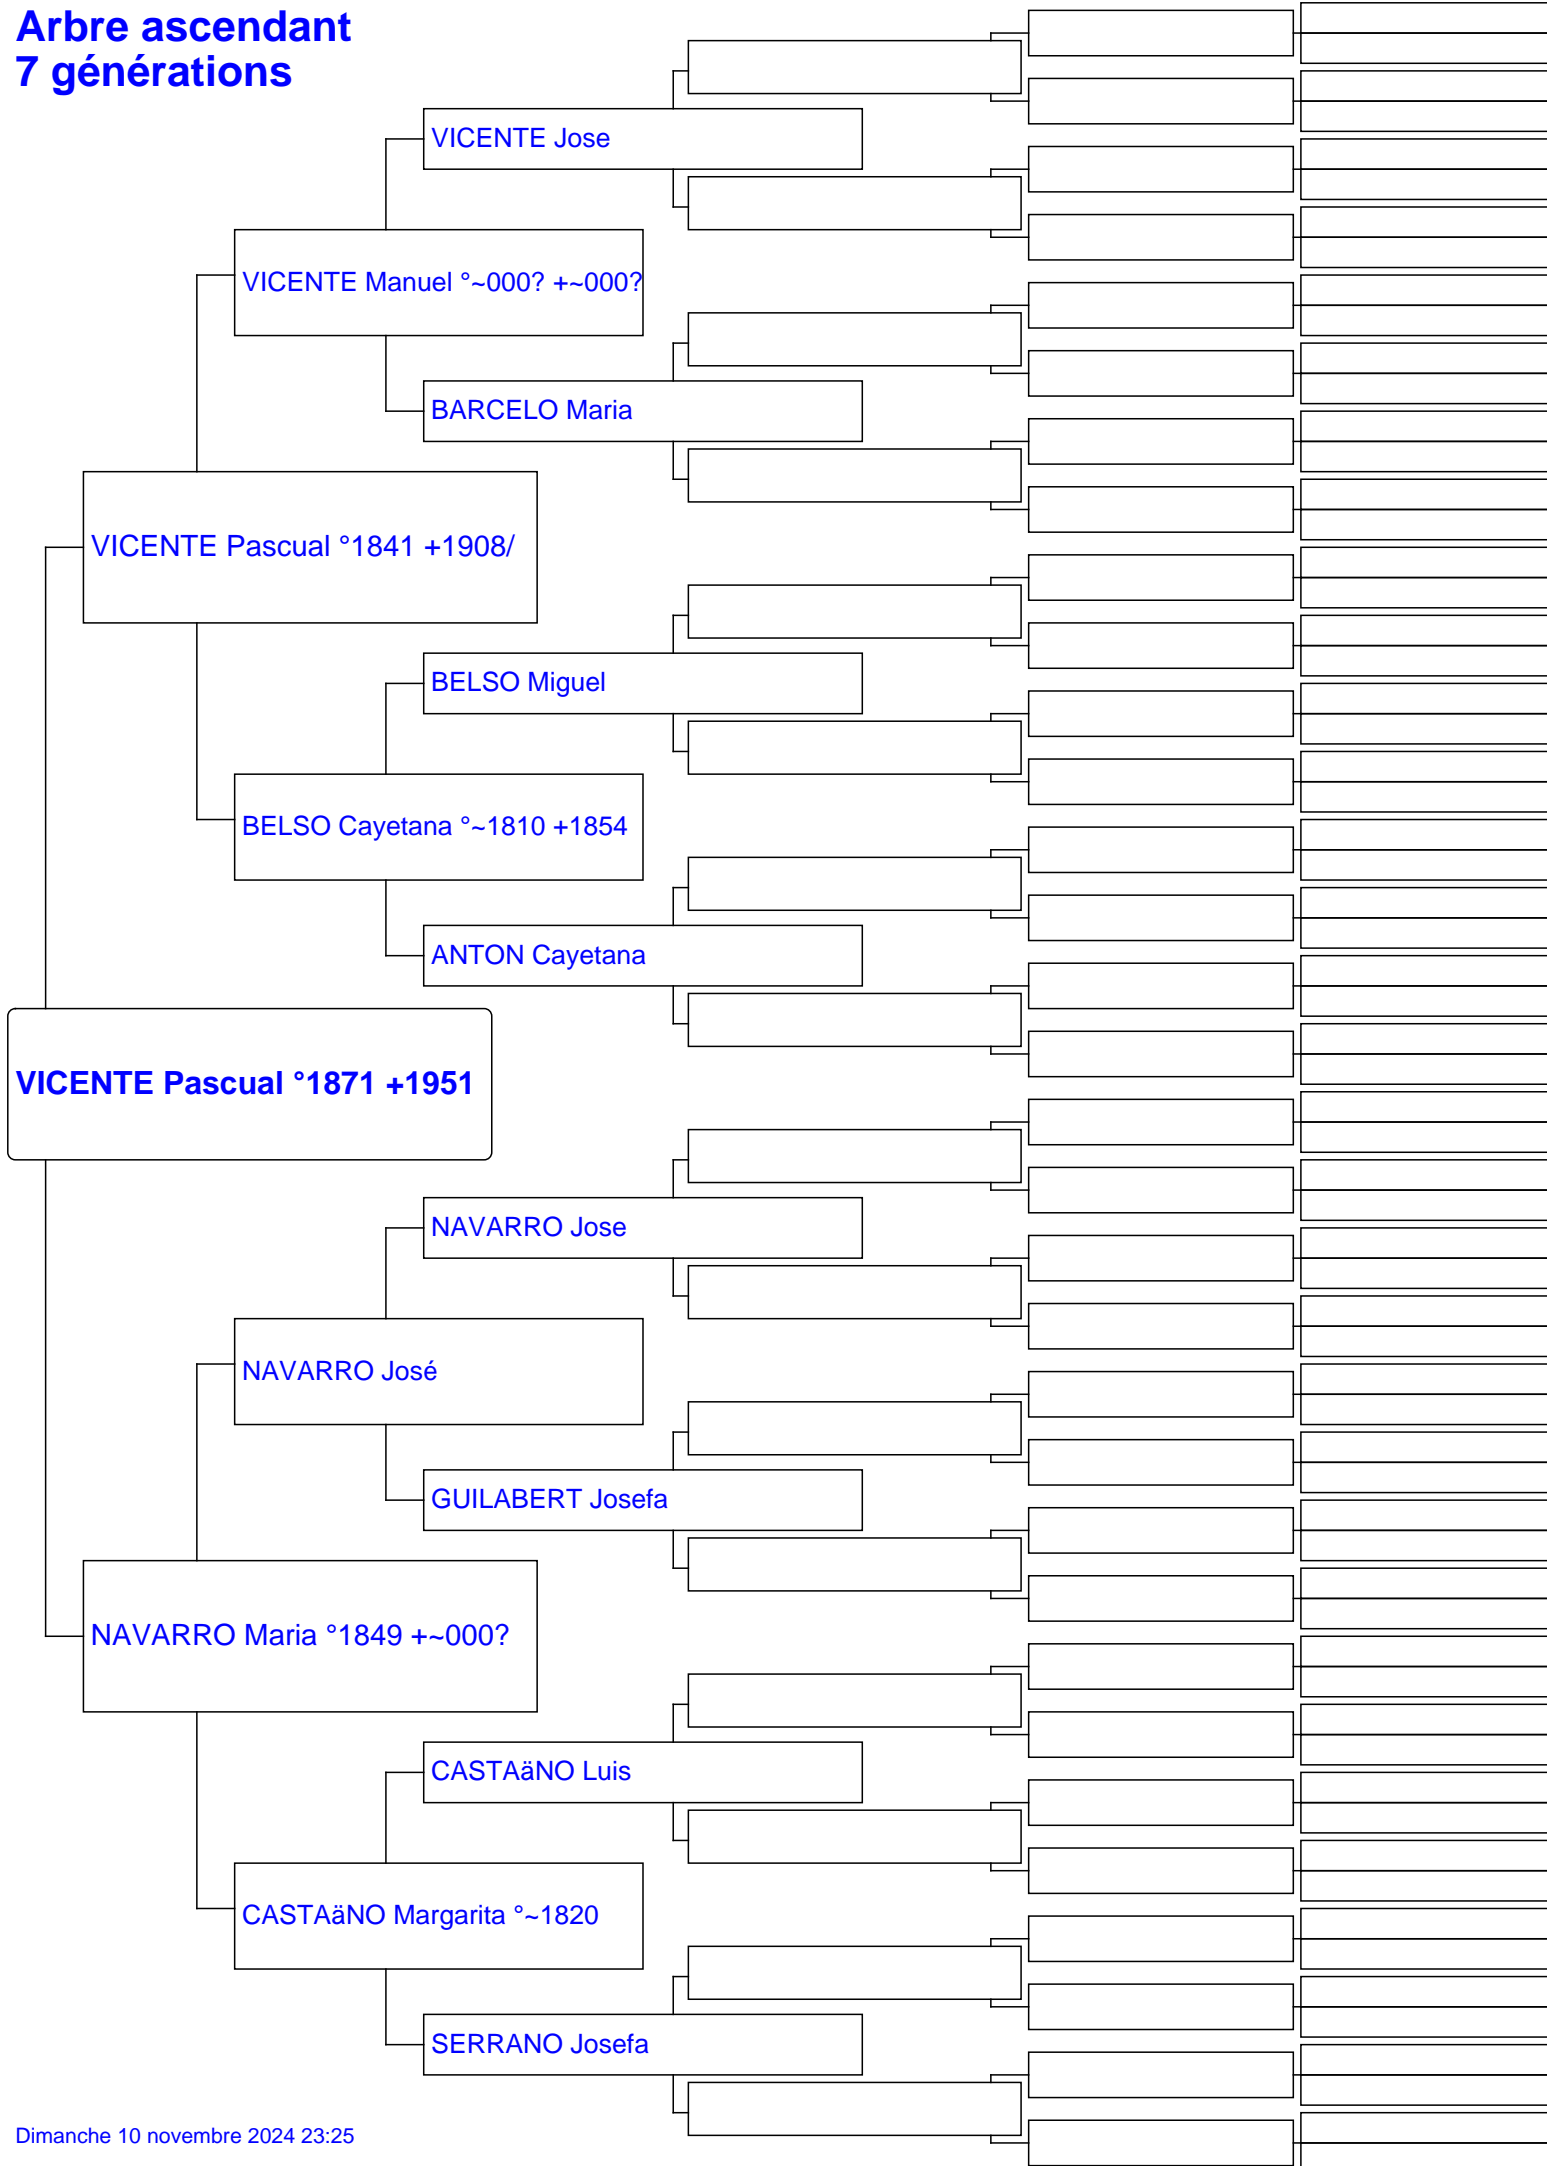 Arbre ascendant
7 générations
VICENTE Jose
VICENTE Manuel °~000? +~000?
BARCELO Maria
VICENTE Pascual °1841 +1908/
BELSO Miguel
BELSO Cayetana °~1810 +1854
ANTON Cayetana
VICENTE Pascual °1871 +1951
NAVARRO Jose
NAVARRO José
GUILABERT Josefa
NAVARRO Maria °1849 +~000?
CASTAäNO Luis
CASTAäNO Margarita °~1820
SERRANO Josefa
Dimanche 10 novembre 2024 23:25